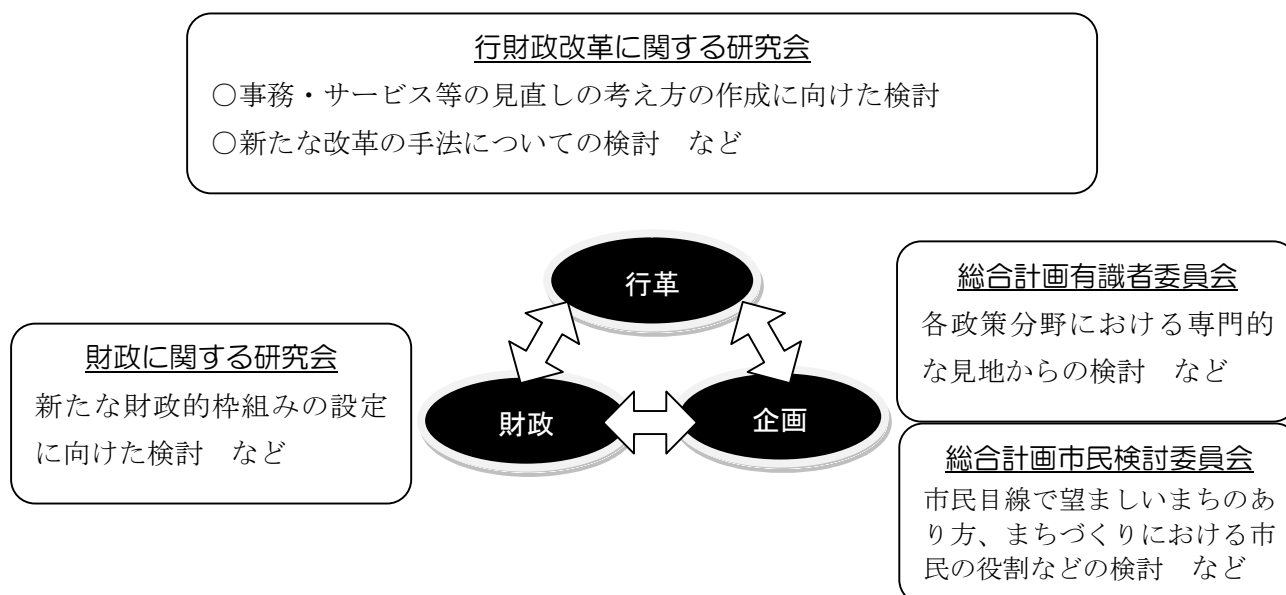 行財政改革に関する研究会
○事務・サービス等の見直しの考え方の作成に向けた検討
○新たな改革の手法についての検討　など
行革
総合計画有識者委員会
各政策分野における専門的
な見地からの検討　など
財政に関する研究会
新たな財政的枠組みの設定
に向けた検討　など
財政
企画
総合計画市民検討委員会
市民目線で望ましいまちのあ
り方、まちづくりにおける市
民の役割などの検討　など